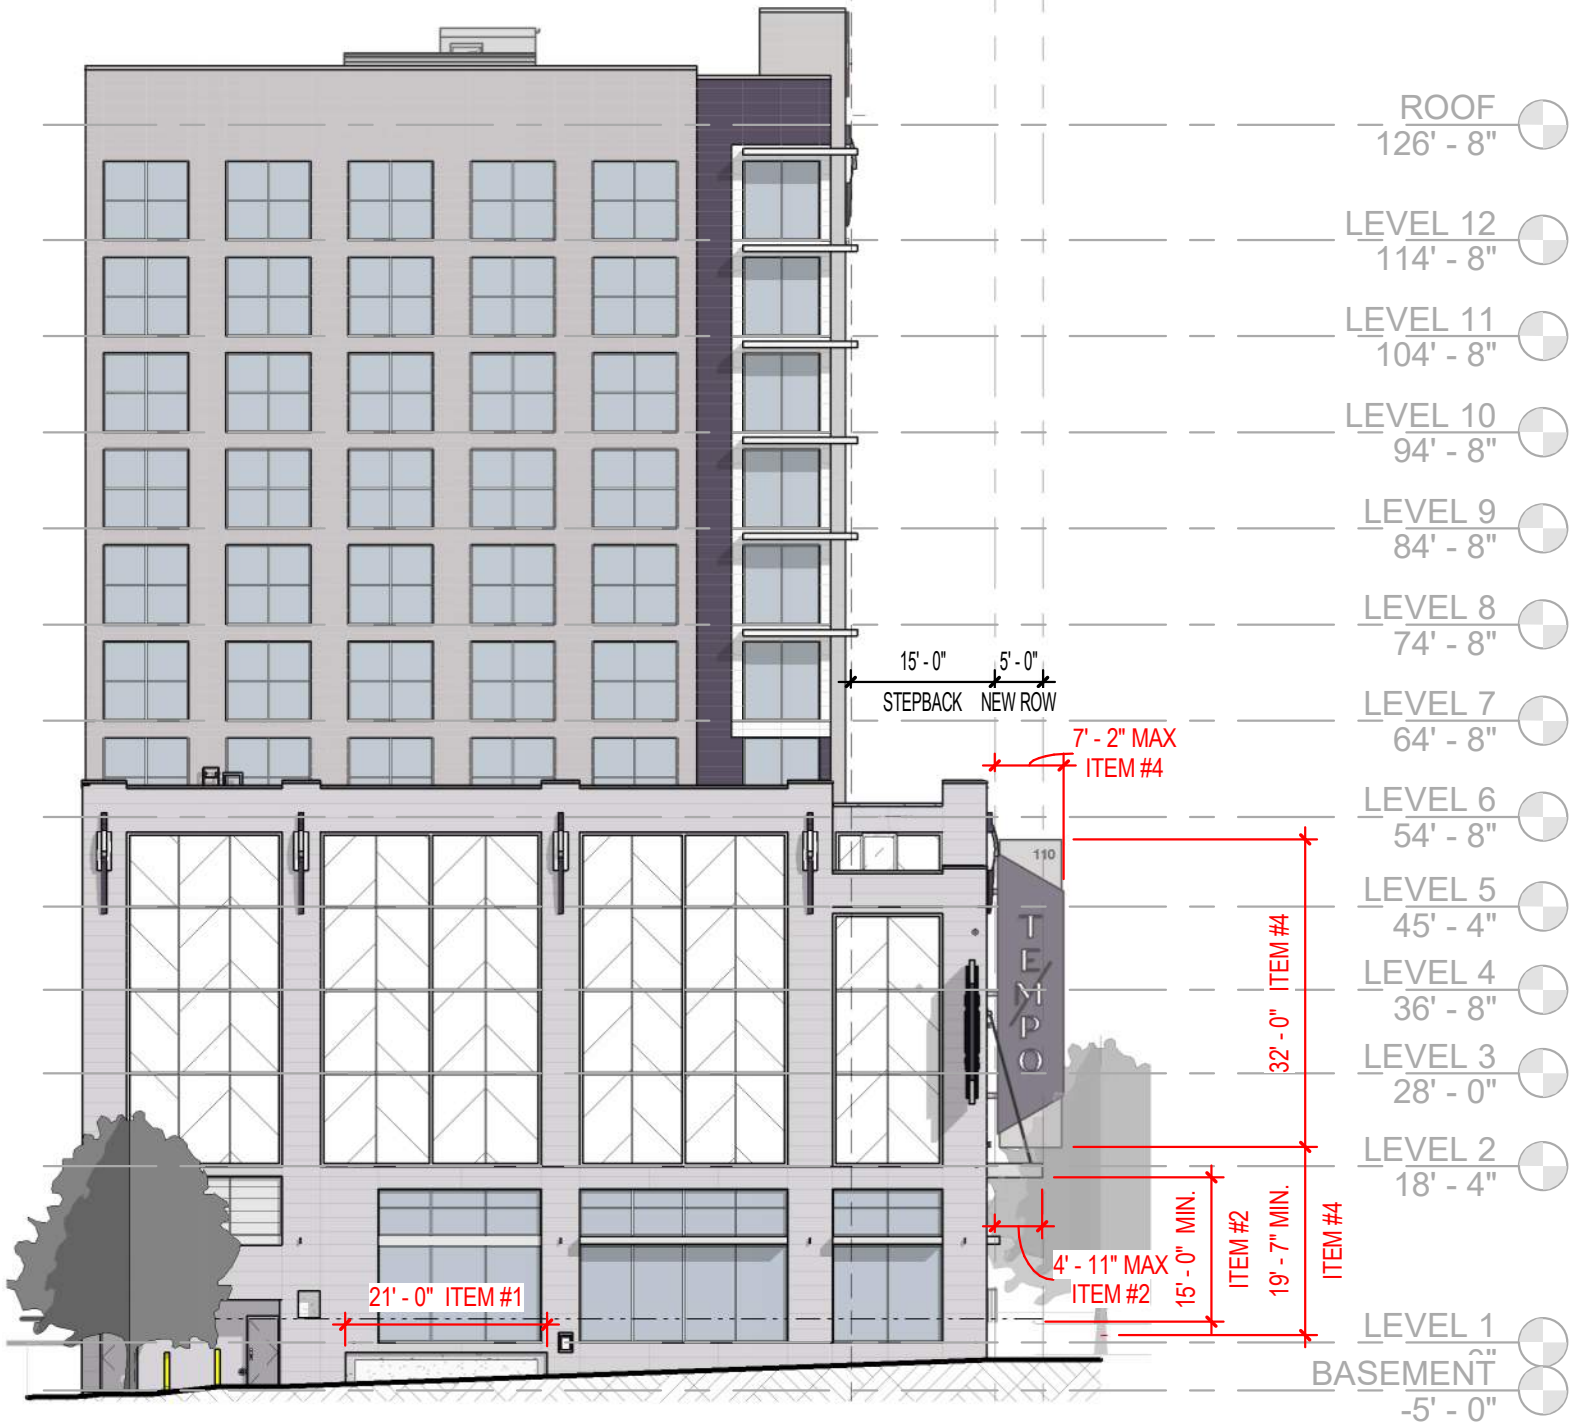 ROOF
126' - 8"
LEVEL 12
114' - 8"
LEVEL 11
104' - 8"
LEVEL 10
94' - 8"
LEVEL 9
84' - 8"
LEVEL 8
74' - 8"
15' - 0"
5' - 0"
STEPBACK
NEW ROW
LEVEL 7
64' - 8"
7' - 2" MAX
ITEM #4
LEVEL 6
54' - 8"
110
TEMPO
LEVEL 5
45' - 4"
32' - 0" ITEM #4
LEVEL 4
36' - 8"
LEVEL 3
28' - 0"
LEVEL 2
18' - 4"
15' - 0" MIN.
ITEM #2
19' - 7" MIN.
ITEM #4
4' - 11" MAX
ITEM #2
21' - 0" ITEM #1
LEVEL 1
BASEMENT
-5' - 0"